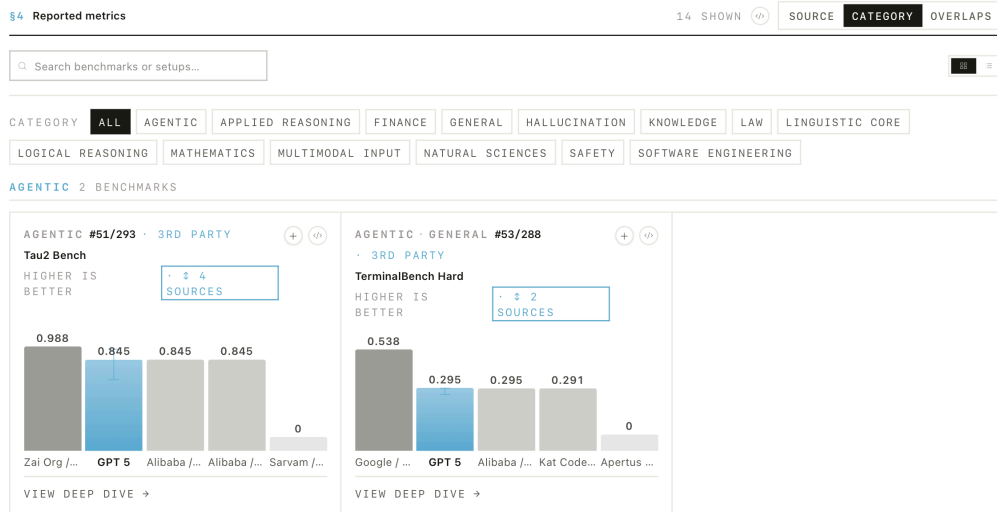 §4 Reported metrics
14 SHOWN </> SOURCE CATEGORY OVERLAPS
Search benchmarks or setups...
CATEGORY ALL AGENTIC APPLIED REASONING FINANCE GENERAL HALLUCINATION KNOWLEDGE LAW LINGUISTIC CORE
LOGICAL REASONING MATHEMATICS MULTIMODAL INPUT NATURAL SCIENCES SAFETY SOFTWARE ENGINEERING
AGENTIC 2 BENCHMARKS
AGENTIC #51/293 · 3RD PARTY + </>
Tau2 Bench
HIGHER IS
BETTER
· ↕ 4
SOURCES
0.988 0.845 0.845 0.845 0
Zai Org /... GPT 5 Alibaba /... Alibaba /... Sarvam /...
VIEW DEEP DIVE →
AGENTIC · GENERAL #53/288 + </>
· 3RD PARTY
TerminalBench Hard
HIGHER IS
BETTER
· ↕ 2
SOURCES
0.538 0.295 0.295 0.291 0
Google / ... GPT 5 Alibaba /... Kat Code... Apertus ...
VIEW DEEP DIVE →